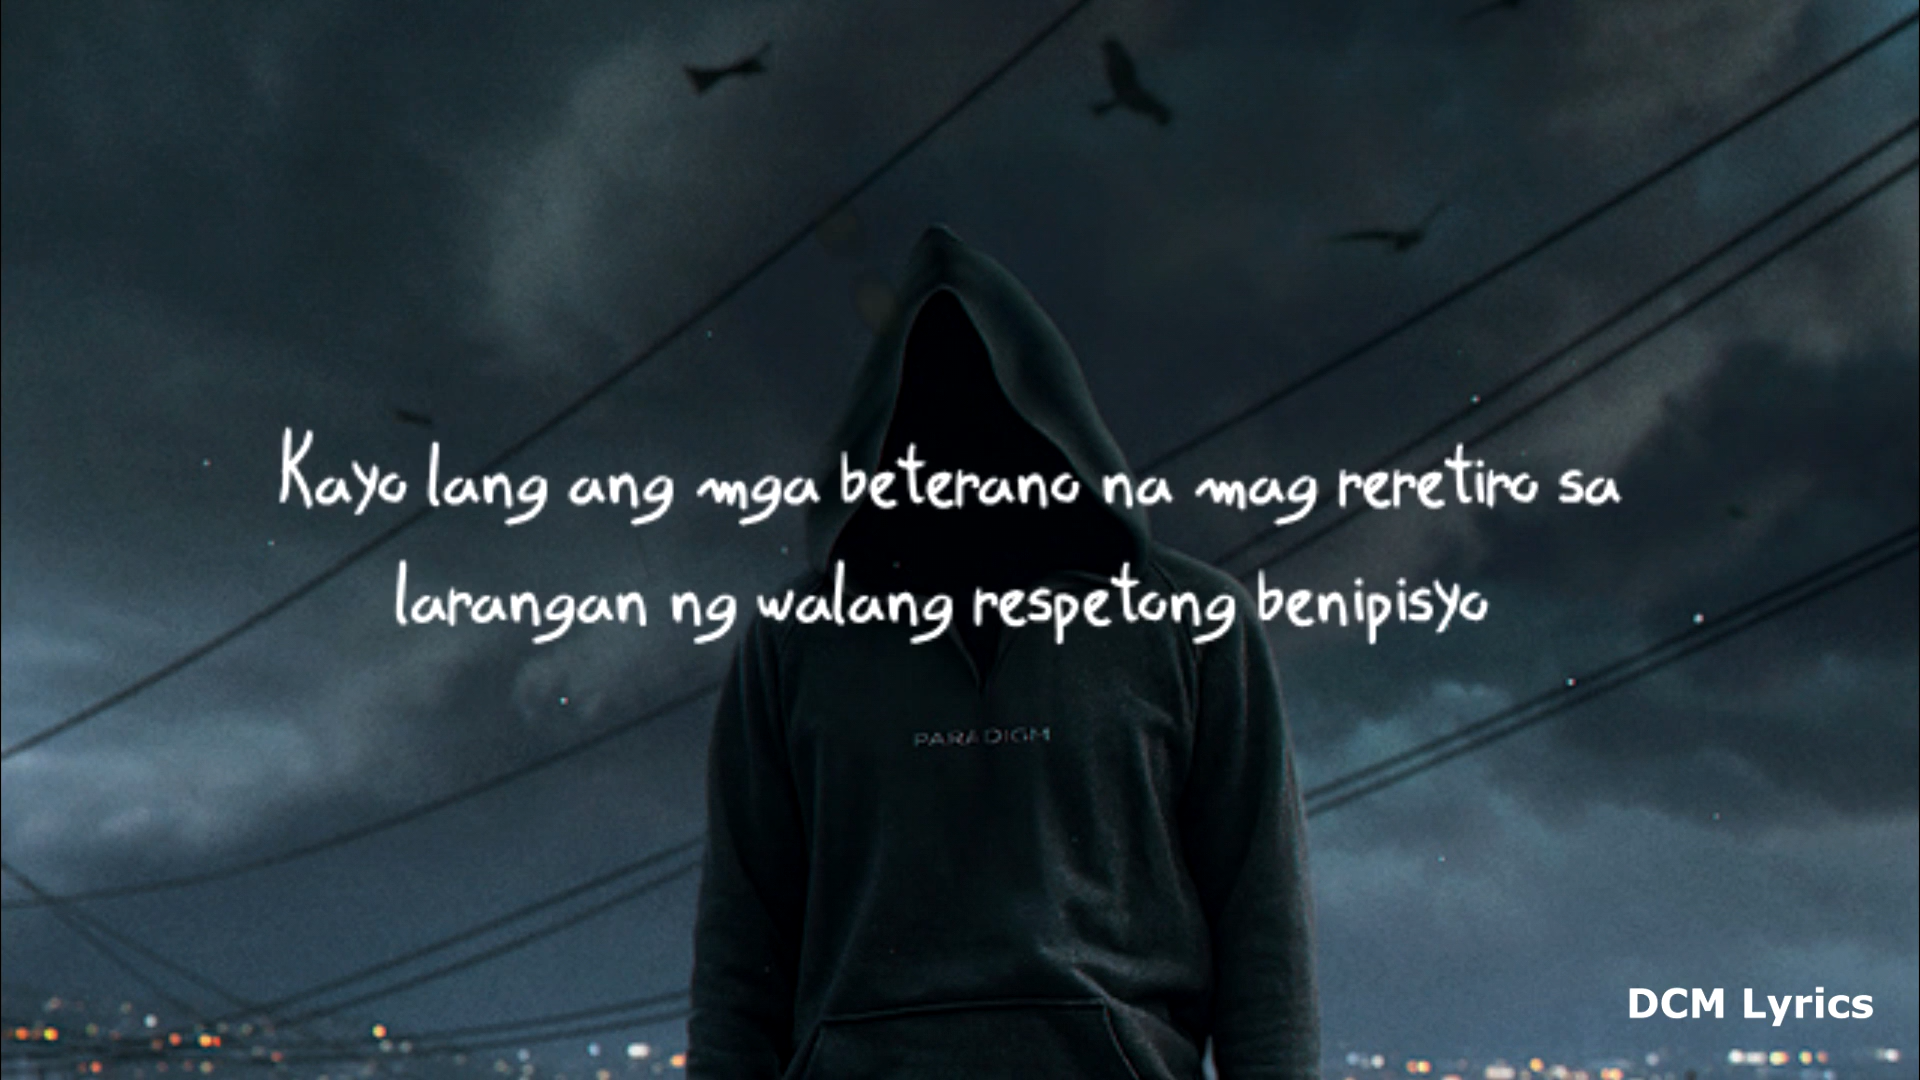 Kayo lang ang mga beterano na mag reretiro sa
larangan ng walang respetong benipisyo
PARADIGM
DCM Lyrics